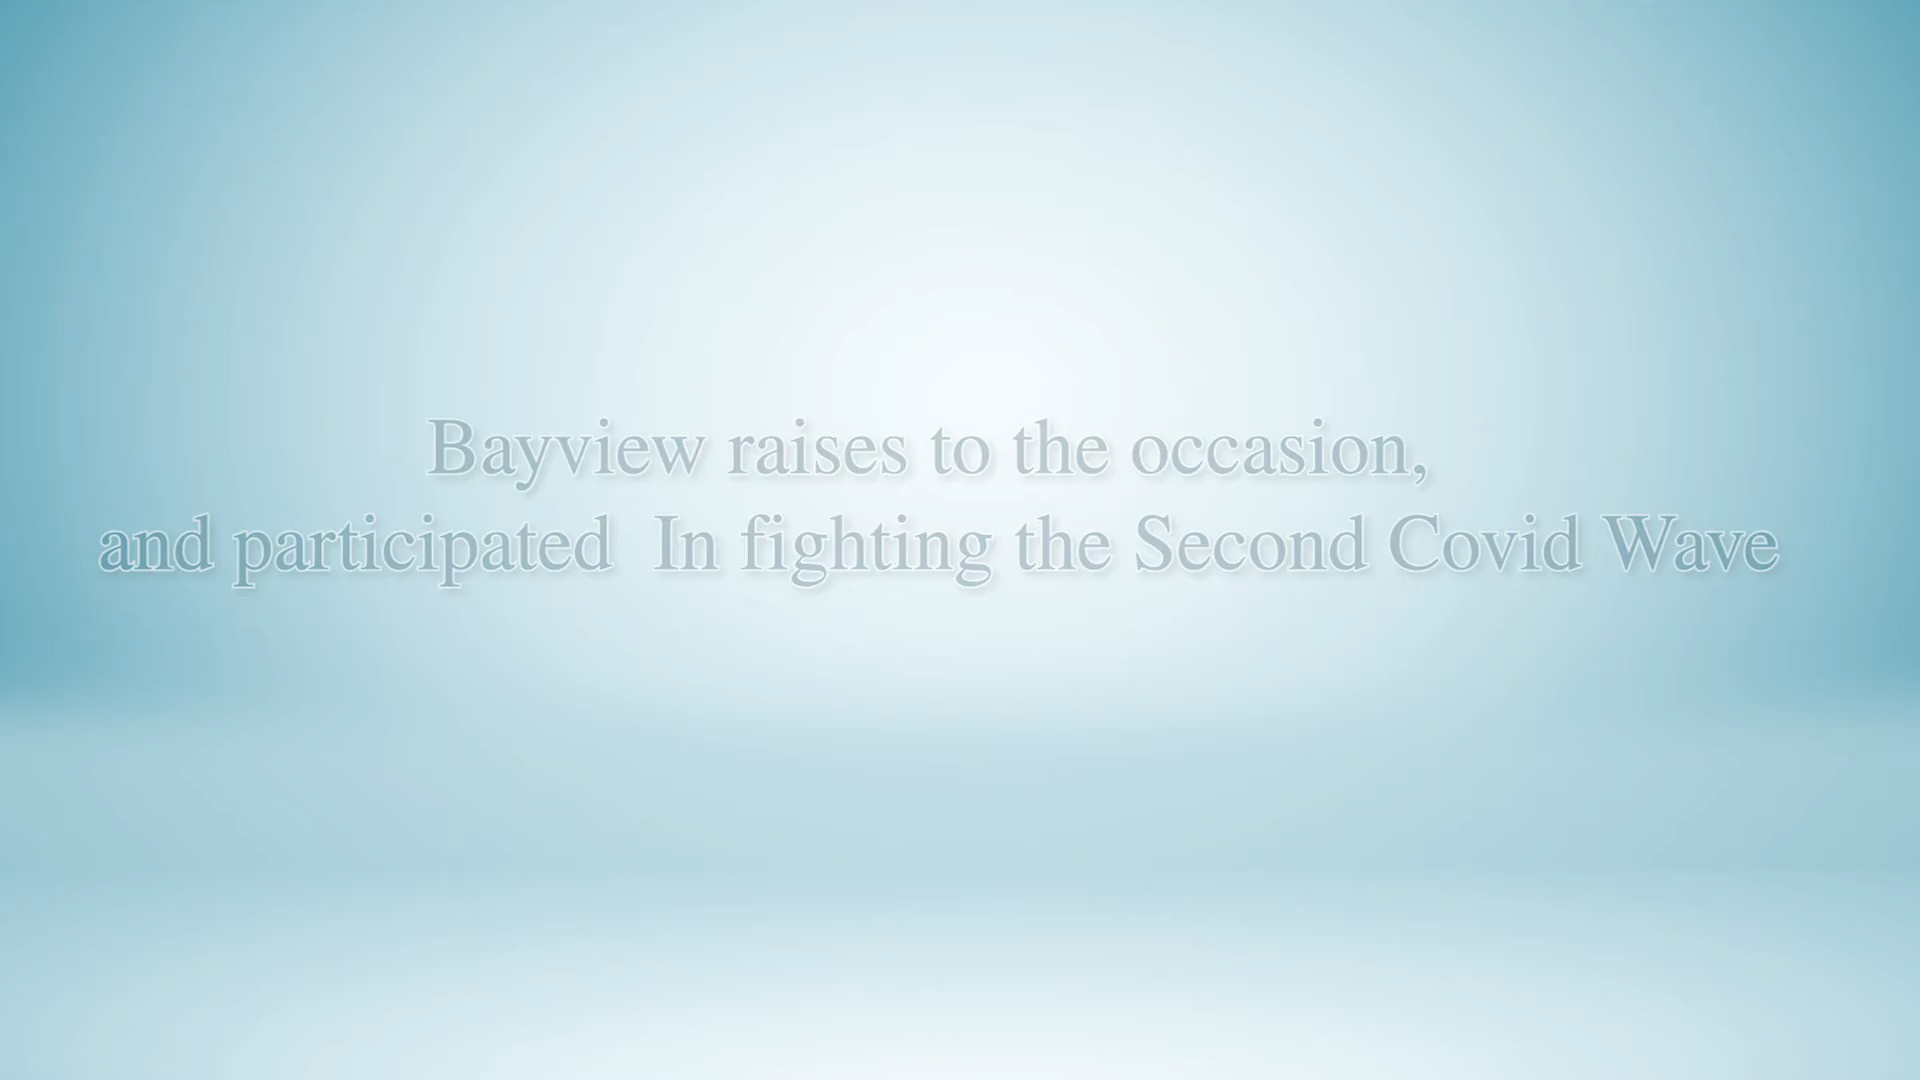 Bayview raises to the occasion,
and participated  In fighting the Second Covid Wave